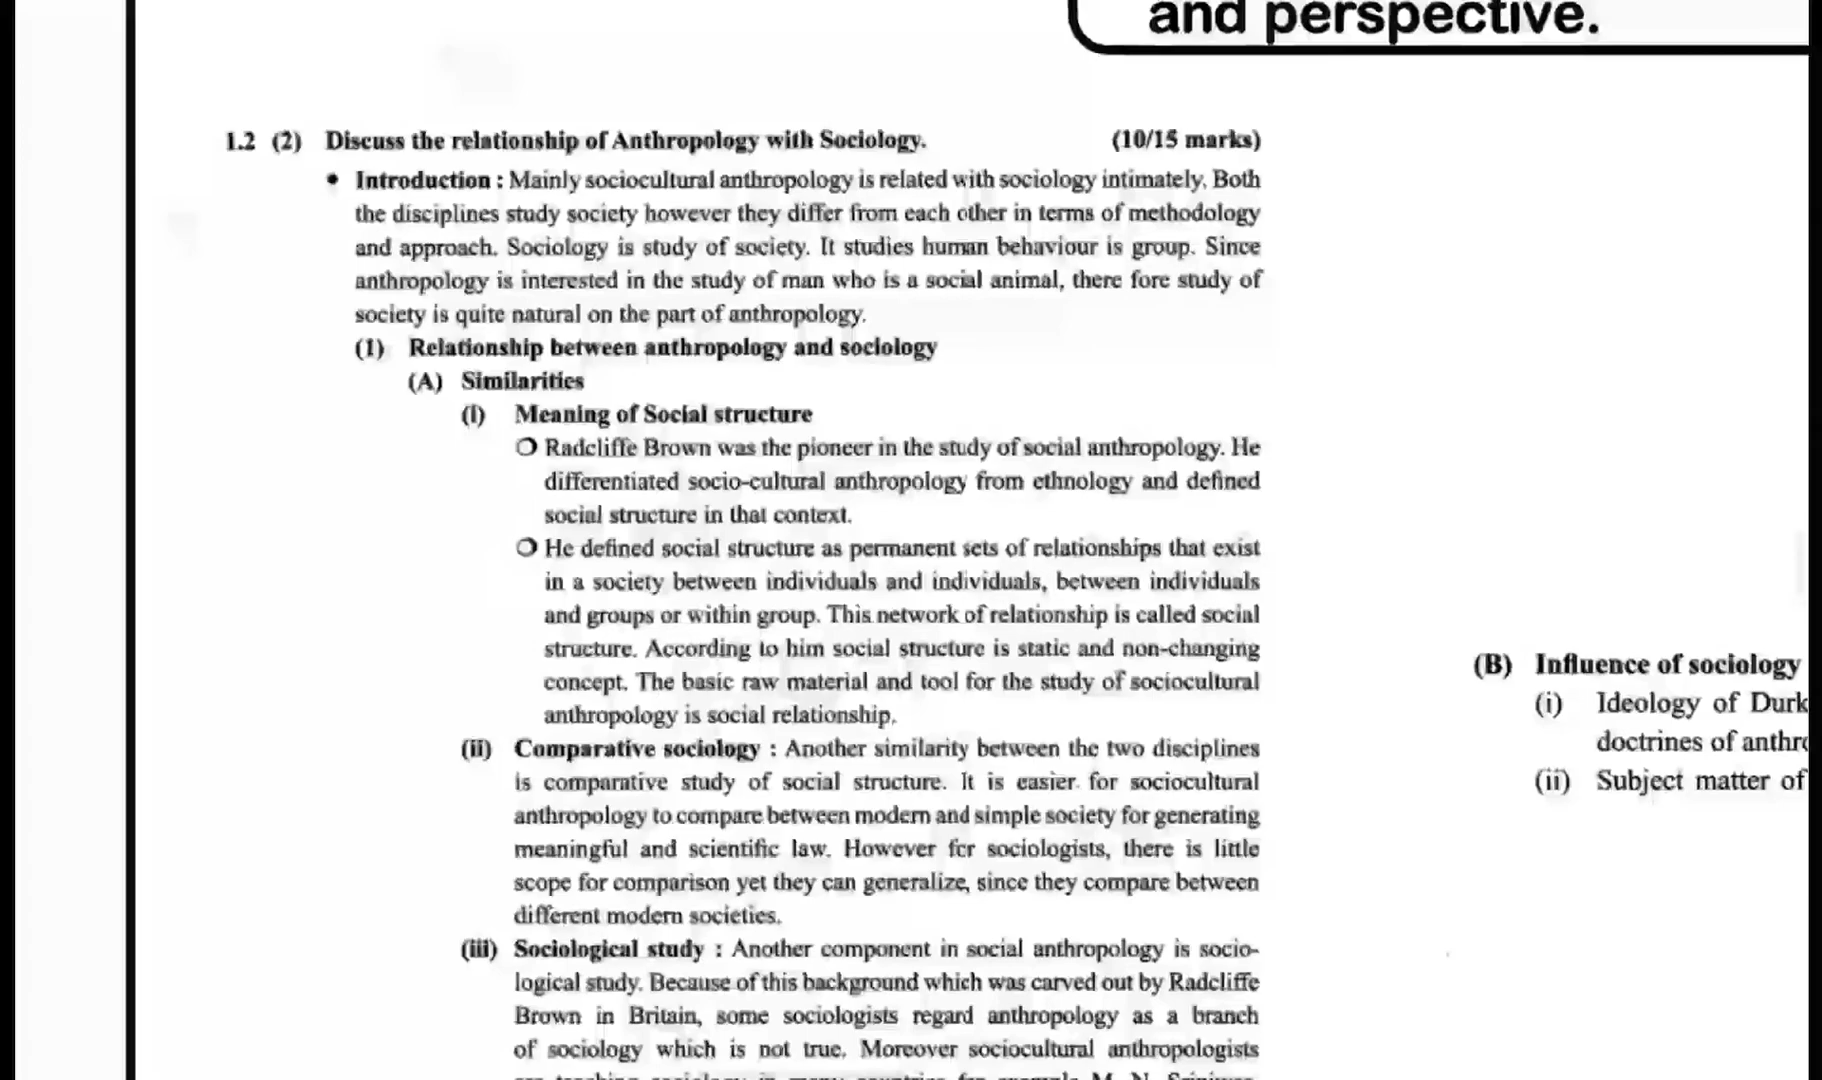 and perspective.
1.2 (2) Discuss the relationship of Anthropology with Sociology. (10/15 marks)
• Introduction : Mainly sociocultural anthropology is related with sociology intimately. Both
the disciplines study society however they differ from each other in terms of methodology
and approach. Sociology is study of society. It studies human behaviour is group. Since
anthropology is interested in the study of man who is a social animal, there fore study of
society is quite natural on the part of anthropology.
(1) Relationship between anthropology and sociology
(A) Similarities
(I) Meaning of Social structure
O Radcliffe Brown was the pioneer in the study of social anthropology. He
differentiated socio-cultural anthropology from ethnology and defined
social structure in that context.
O He defined social structure as permanent sets of relationships that exist
in a society between individuals and individuals, between individuals
and groups or within group. This network of relationship is called social
structure. According to him social structure is static and non-changing
concept. The basic raw material and tool for the study of sociocultural
anthropology is social relationship.
(ii) Comparative sociology : Another similarity between the two disciplines
is comparative study of social structure. It is easier for sociocultural
anthropology to compare between modern and simple society for generating
meaningful and scientific law. However for sociologists, there is little
scope for comparison yet they can generalize, since they compare between
different modern societies.
(iii) Sociological study : Another component in social anthropology is socio-
logical study. Because of this background which was carved out by Radcliffe
Brown in Britain, some sociologists regard anthropology as a branch
of sociology which is not true. Moreover sociocultural anthropologists
(B) Influence of sociology
(i) Ideology of Durk
doctrines of anthro
(ii) Subject matter of